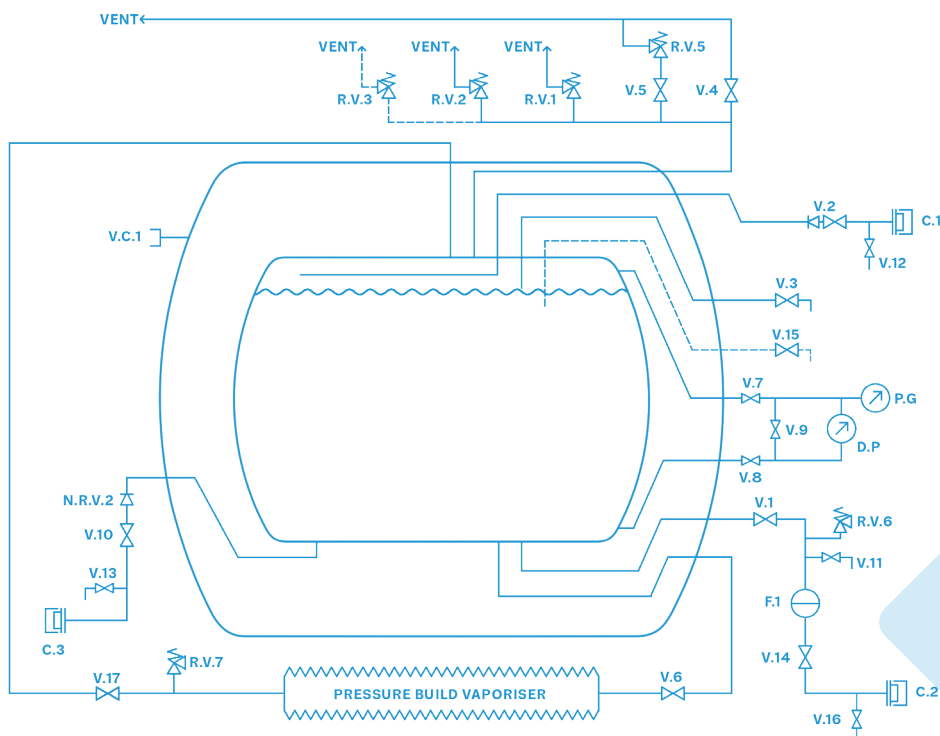 VENT
VENT
VENT
VENT
R.V.5
R.V.3
R.V.2
R.V.1
V.5
V.4
V.C.1
V.2
C.1
V.12
V.3
V.15
V.7
P.G
V.9
D.P
V.8
N.R.V.2
V.1
R.V.6
V.10
V.11
V.13
F.1
C.3
V.14
R.V.7
V.17
PRESSURE BUILD VAPORISER
V.6
C.2
V.16